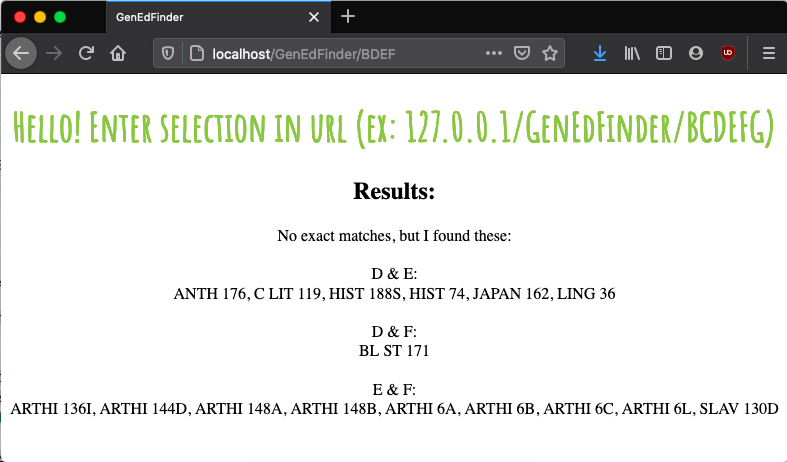 GenEdFinder
localhost/GenEdFinder/BDEF
Hello! Enter selection in url (ex: 127.0.0.1/GenEdFinder/BCDEFG)
Results:
No exact matches, but I found these:
D & E:
ANTH 176, C LIT 119, HIST 188S, HIST 74, JAPAN 162, LING 36
D & F:
BL ST 171
E & F:
ARTHI 136I, ARTHI 144D, ARTHI 148A, ARTHI 148B, ARTHI 6A, ARTHI 6B, ARTHI 6C, ARTHI 6L, SLAV 130D